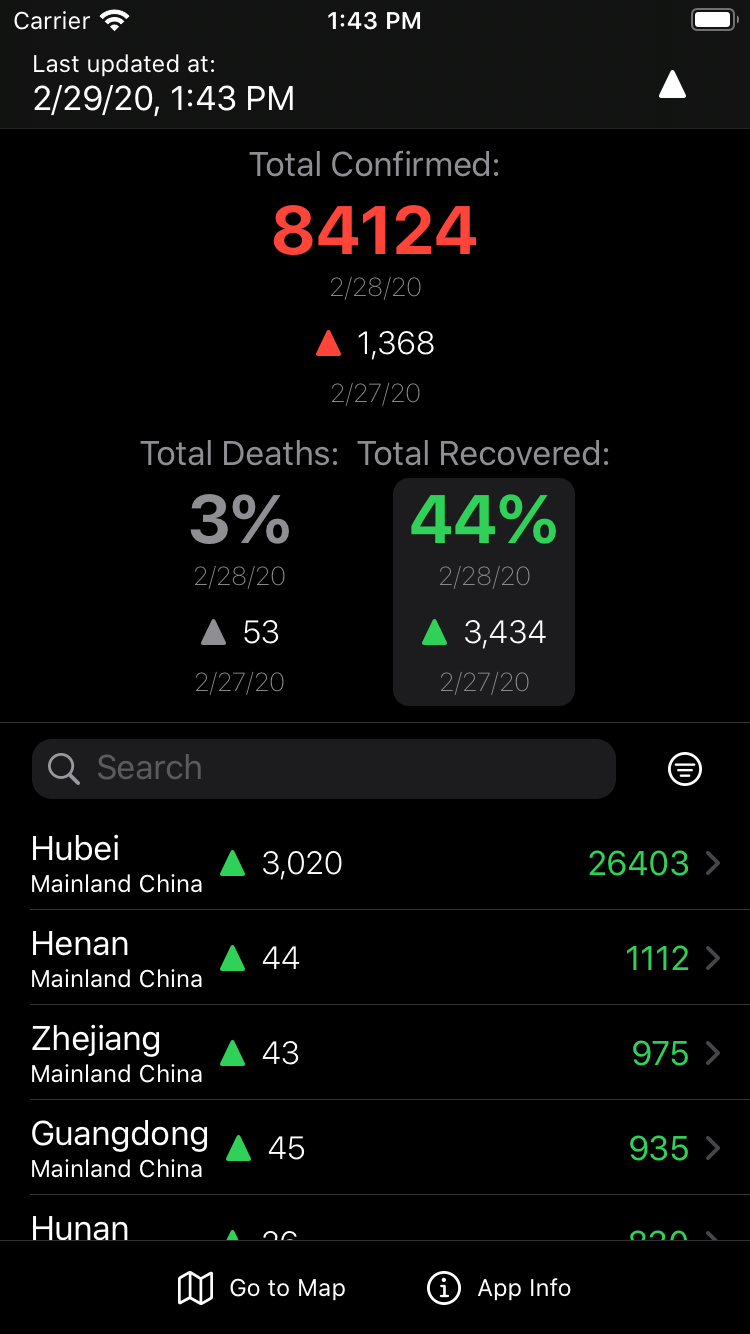 Carrier 1:43 PM
Last updated at:
2/29/20, 1:43 PM
Total Confirmed:
84124
2/28/20
1,368
2/27/20
Total Deaths: Total Recovered:
3% 44%
2/28/20 2/28/20
53 3,434
2/27/20 2/27/20
Search
Hubei
Mainland China
3,020 26403
Henan
Mainland China
44 1112
Zhejiang
Mainland China
43 975
Guangdong
Mainland China
45 935
Hunan
Go to Map App Info